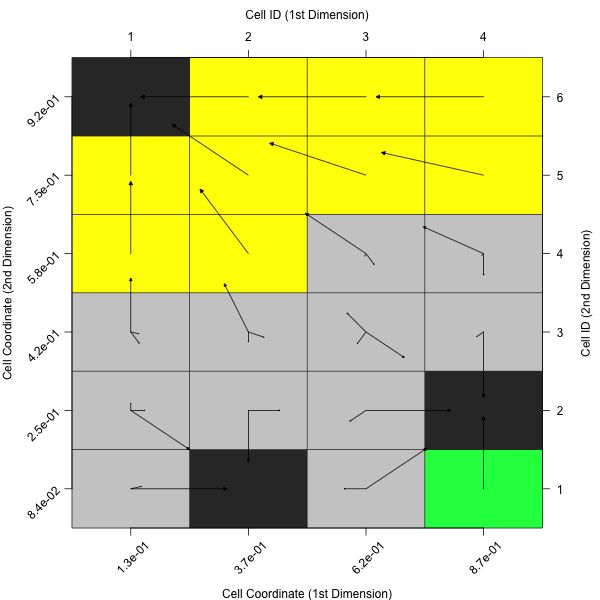 Cell ID (1st Dimension)
1 2 3 4
9.2e-01 6
7.5e-01 5
5.8e-01 4
4.2e-01 3
2.5e-01 2
8.4e-02 1
Cell Coordinate (2nd Dimension)
Cell ID (2nd Dimension)
1.3e-01 3.7e-01 6.2e-01 8.7e-01
Cell Coordinate (1st Dimension)